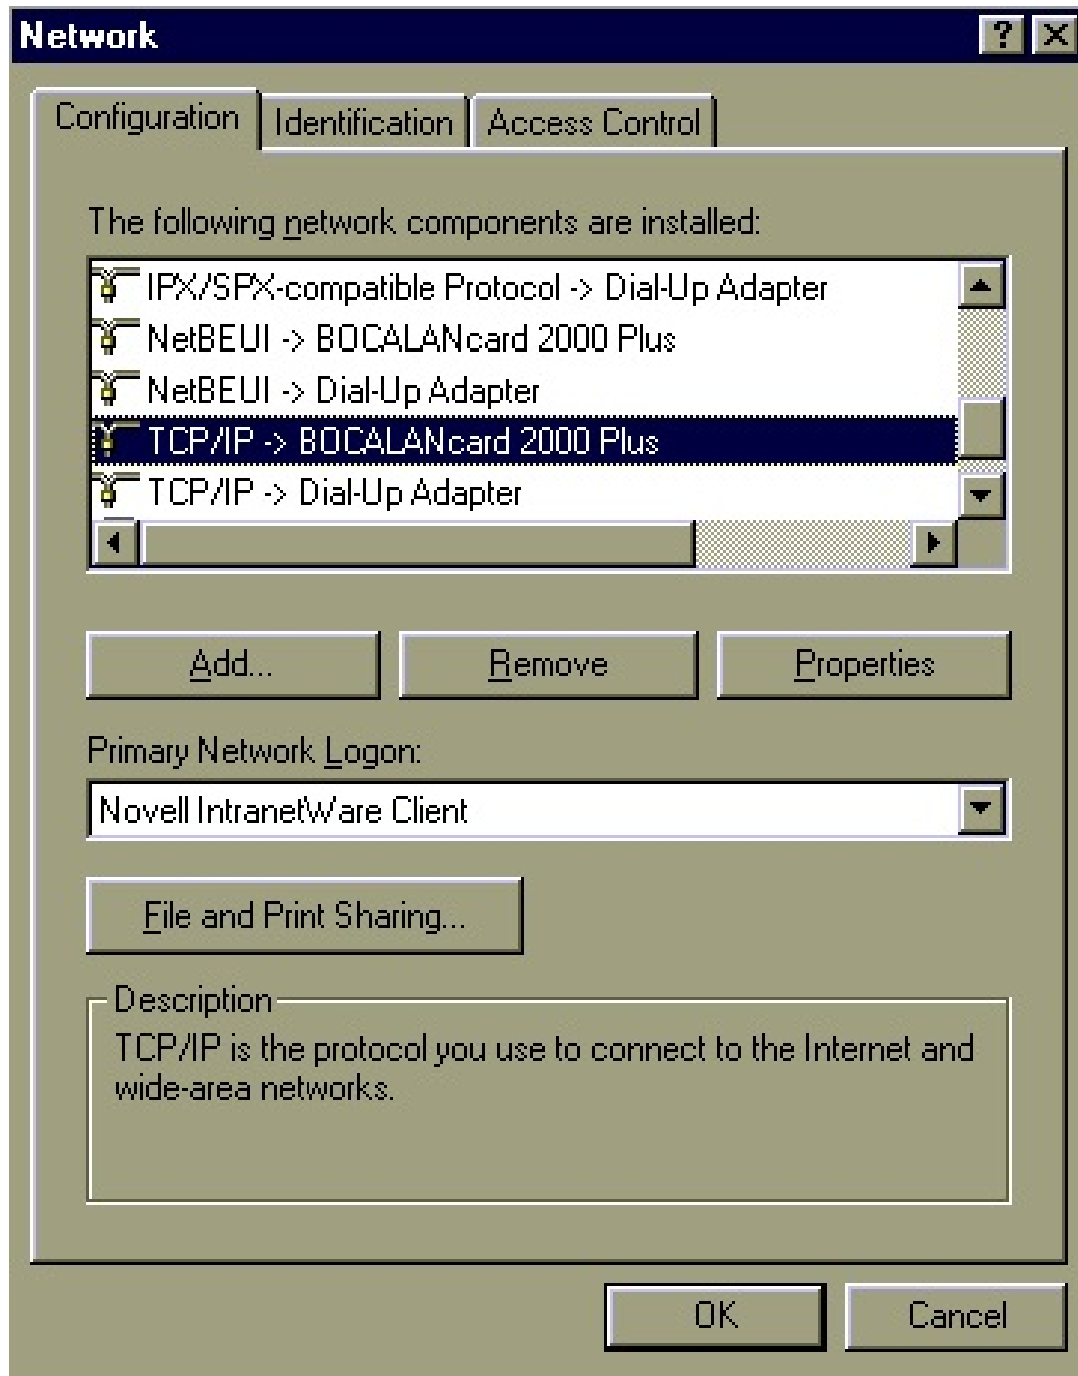 Network
Configuration
Identification
Access Control
The following network components are installed:
IPX/SPX-compatible Protocol -> Dial-Up Adapter
NetBEUI -> BOCALANcard 2000 Plus
NetBEUI -> Dial-Up Adapter
TCP/IP -> BOCALANcard 2000 Plus
TCP/IP -> Dial-Up Adapter
Add...
Remove
Properties
Primary Network Logon:
Novell IntranetWare Client
File and Print Sharing...
Description
TCP/IP is the protocol you use to connect to the Internet and
wide-area networks.
OK
Cancel